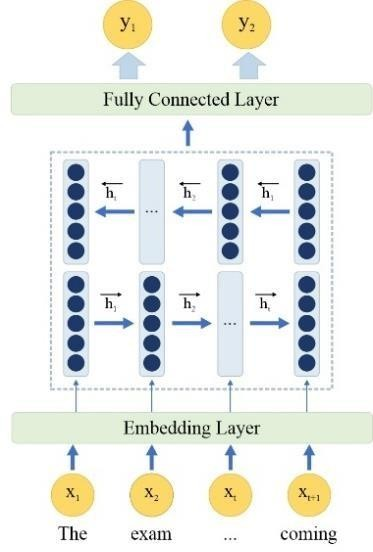 y₁ y₂
Fully Connected Layer
hₜ h₂ h₁
...
h₁ h₂ hₜ
...
Embedding Layer
x₁ x₂ xₜ xₜ₊₁
The exam ... coming